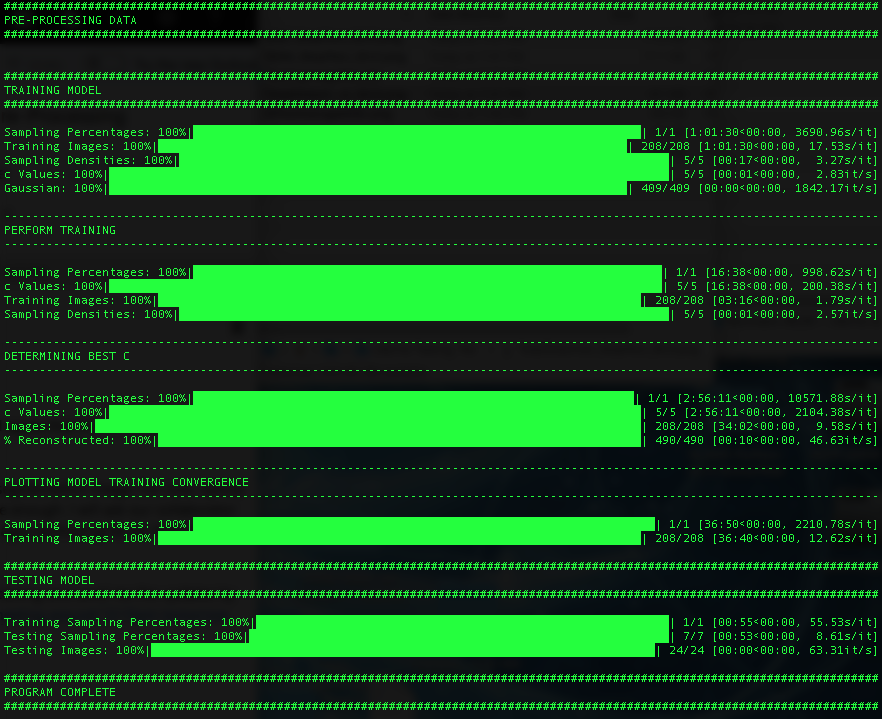 #############################################################################################################################
PRE-PROCESSING DATA
#############################################################################################################################
#############################################################################################################################
TRAINING MODEL
#############################################################################################################################
Sampling Percentages: 100%| | 1/1 [1:01:30<00:00, 3690.96s/it]
Training Images: 100%| | 208/208 [1:01:30<00:00, 17.53s/it]
Sampling Densities: 100%| | 5/5 [00:17<00:00, 3.27s/it]
c Values: 100%| | 5/5 [00:01<00:00, 2.83it/s]
Gaussian: 100%| | 409/409 [00:00<00:00, 1842.17it/s]
-----------------------------------------------------------------------------------------------------------------------------
PERFORM TRAINING
-----------------------------------------------------------------------------------------------------------------------------
Sampling Percentages: 100%| | 1/1 [16:38<00:00, 998.62s/it]
c Values: 100%| | 5/5 [16:38<00:00, 200.38s/it]
Training Images: 100%| | 208/208 [03:16<00:00, 1.79s/it]
Sampling Densities: 100%| | 5/5 [00:01<00:00, 2.57it/s]
-----------------------------------------------------------------------------------------------------------------------------
DETERMINING BEST C
-----------------------------------------------------------------------------------------------------------------------------
Sampling Percentages: 100%| | 1/1 [2:56:11<00:00, 10571.88s/it]
c Values: 100%| | 5/5 [2:56:11<00:00, 2104.38s/it]
Images: 100%| | 208/208 [34:02<00:00, 9.58s/it]
% Reconstructed: 100%| | 490/490 [00:10<00:00, 46.63it/s]
-----------------------------------------------------------------------------------------------------------------------------
PLOTTING MODEL TRAINING CONVERGENCE
-----------------------------------------------------------------------------------------------------------------------------
Sampling Percentages: 100%| | 1/1 [36:50<00:00, 2210.78s/it]
Training Images: 100%| | 208/208 [36:40<00:00, 12.62s/it]
#############################################################################################################################
TESTING MODEL
#############################################################################################################################
Training Sampling Percentages: 100%| | 1/1 [00:55<00:00, 55.53s/it]
Testing Sampling Percentages: 100%| | 7/7 [00:53<00:00, 8.61s/it]
Testing Images: 100%| | 24/24 [00:00<00:00, 63.31it/s]
#############################################################################################################################
PROGRAM COMPLETE
#############################################################################################################################